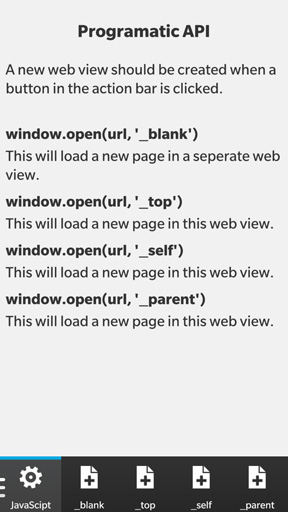 Programatic API
A new web view should be created when a
button in the action bar is clicked.
window.open(url, '_blank')
This will load a new page in a seperate web
view.
window.open(url, '_top')
This will load a new page in this web view.
window.open(url, '_self')
This will load a new page in this web view.
window.open(url, '_parent')
This will load a new page in this web view.
JavaScipt _blank _top _self _parent